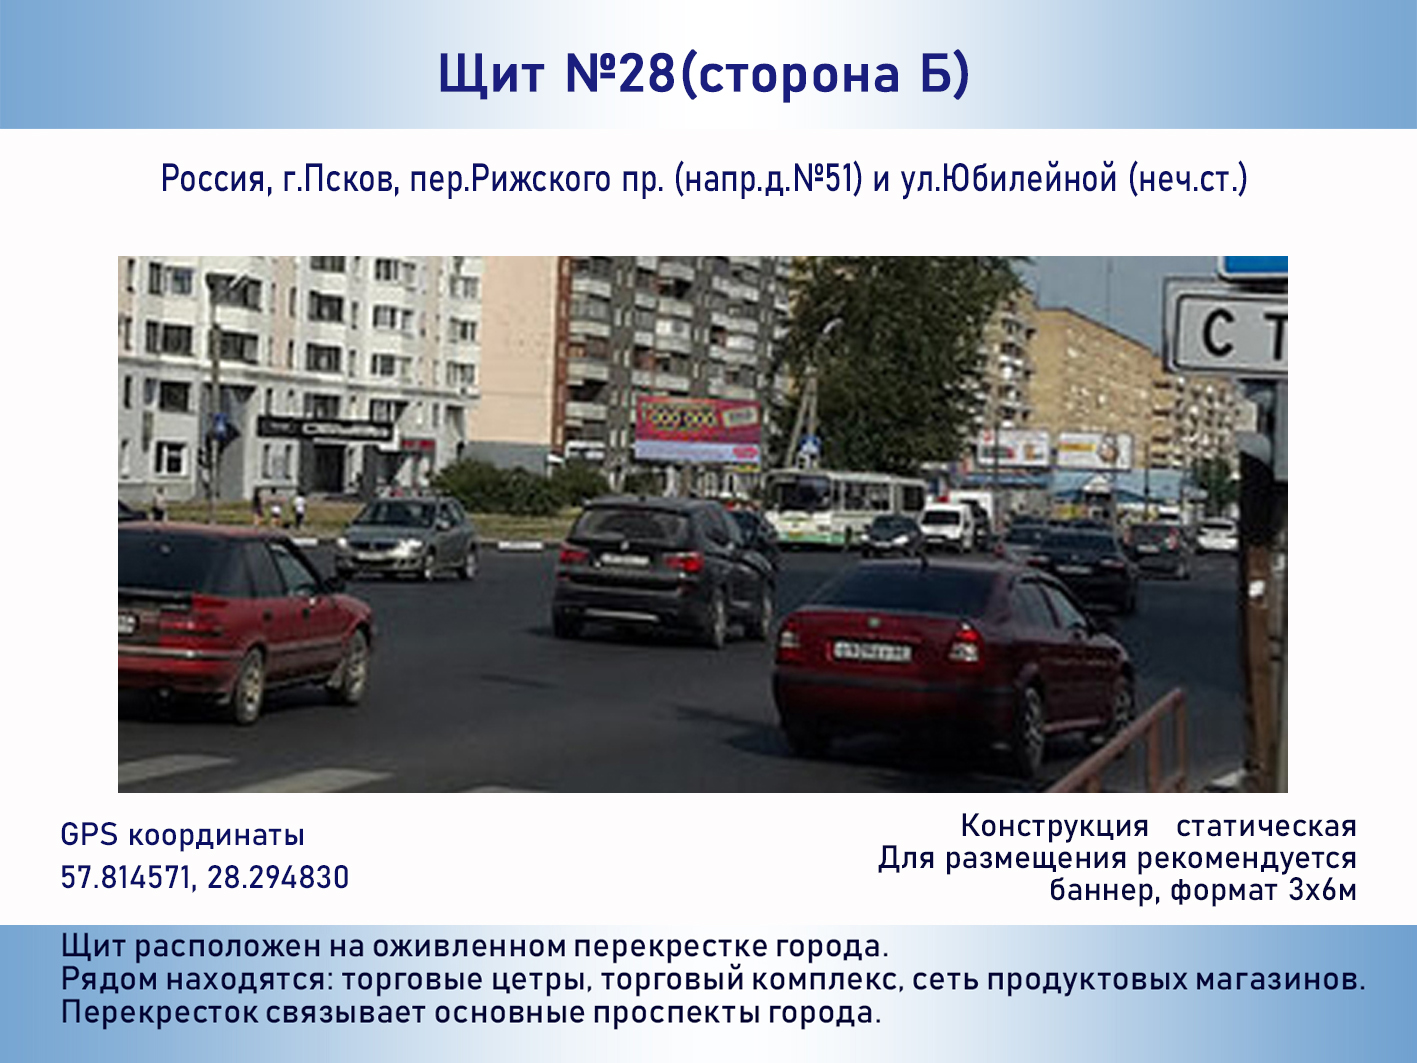 Щит №28(сторона Б)
Россия, г.Псков, пер.Рижского пр. (напр.д.№51) и ул.Юбилейной (неч.ст.)
С Т
GPS координаты
57.814571, 28.294830
Конструкция статическая
Для размещения рекомендуется
баннер, формат 3х6м
Щит расположен на оживленном перекрестке города.
Рядом находятся: торговые цетры, торговый комплекс, сеть продуктовых магазинов.
Перекресток связывает основные проспекты города.